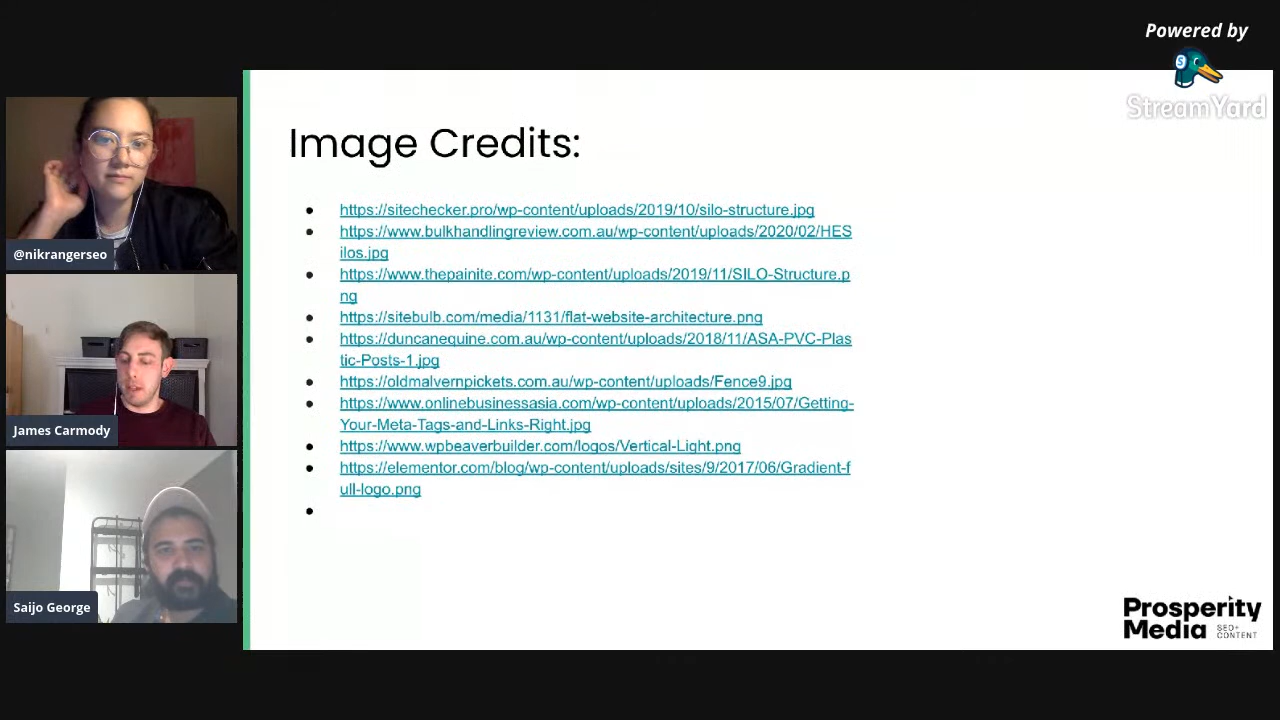 Powered by
StreamYard
Image Credits:
https://sitechecker.pro/wp-content/uploads/2019/10/silo-structure.jpg
https://www.bulkhandlingreview.com.au/wp-content/uploads/2020/02/HES
ilos.jpg
https://www.thepainite.com/wp-content/uploads/2019/11/SILO-Structure.p
ng
https://sitebulb.com/media/1131/flat-website-architecture.png
https://duncanequine.com.au/wp-content/uploads/2018/11/ASA-PVC-Plas
tic-Posts-1.jpg
https://oldmalvernpickets.com.au/wp-content/uploads/Fence9.jpg
https://www.onlinebusinessasia.com/wp-content/uploads/2015/07/Getting-
Your-Meta-Tags-and-Links-Right.jpg
https://www.wpbeaverbuilder.com/logos/Vertical-Light.png
https://elementor.com/blog/wp-content/uploads/sites/9/2017/06/Gradient-f
ull-logo.png
@nikrangerseo
James Carmody
Saijo George
Prosperity
Media SEO+
CONTENT